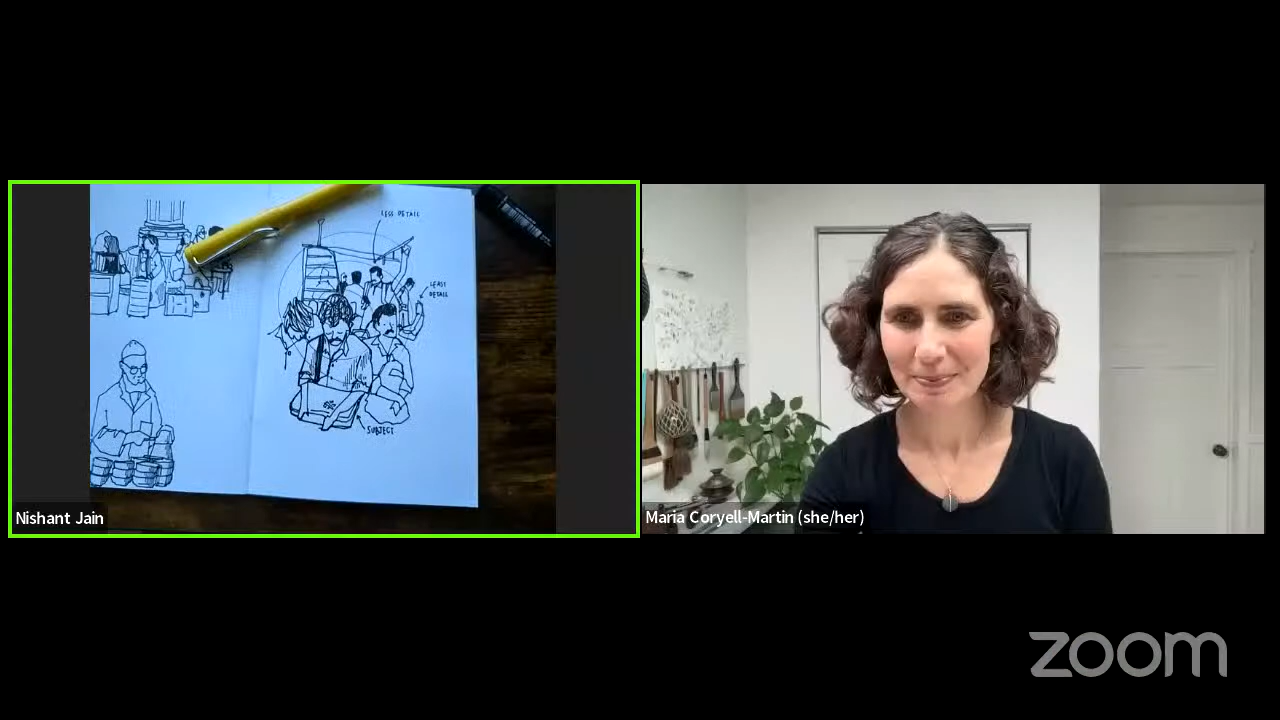 LESS DETAIL
LEAST
DETAIL
SUBJECT
Nishant Jain
Maria Coryell-Martin (she/her)
zoom